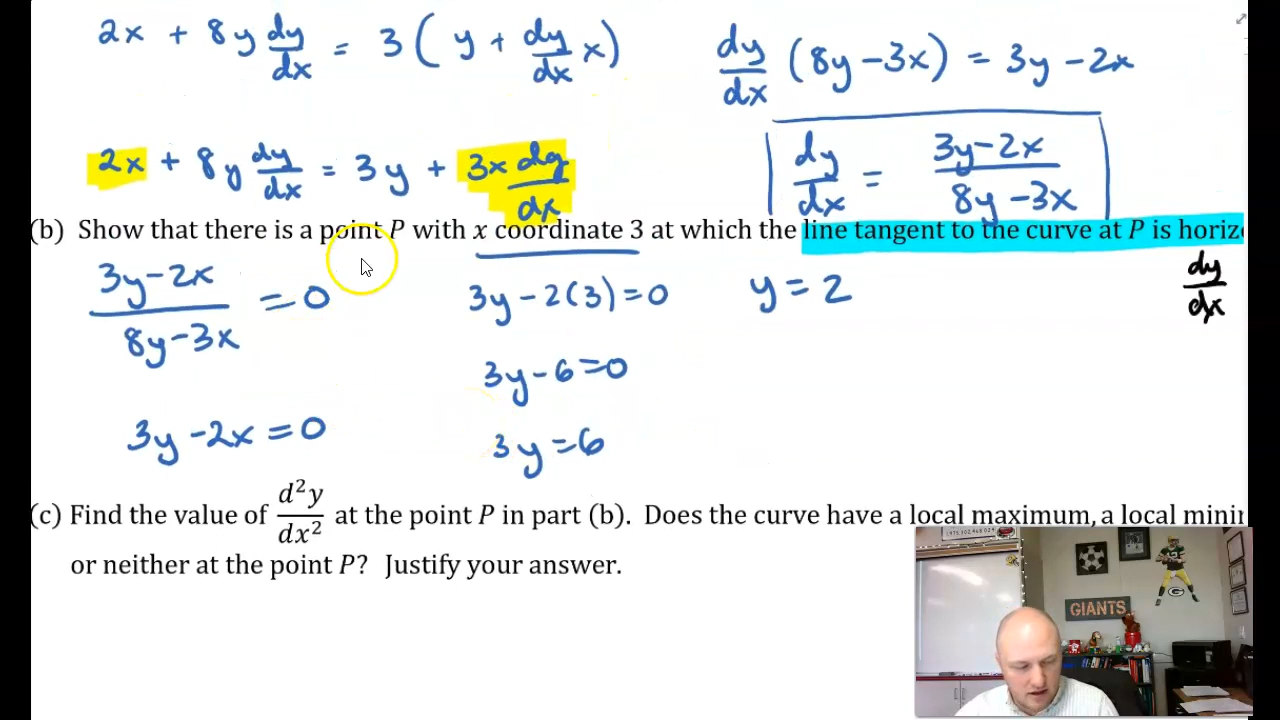 2x + 8y dy/dx = 3(y + dy/dx x)
dy/dx (8y-3x) = 3y-2x
2x + 8y dy/dx = 3y + 3x dy/dx
dy/dx = 3y-2x / 8y-3x
(b) Show that there is a point P with x coordinate 3 at which the line tangent to the curve at P is horiz
3y-2x / 8y-3x = 0
3y-2(3)=0
y=2
dy/dx
3y-6=0
3y-2x=0
3y=6
(c) Find the value of d²y/dx² at the point P in part (b). Does the curve have a local maximum, a local mini
or neither at the point P? Justify your answer.
GIANTS
G